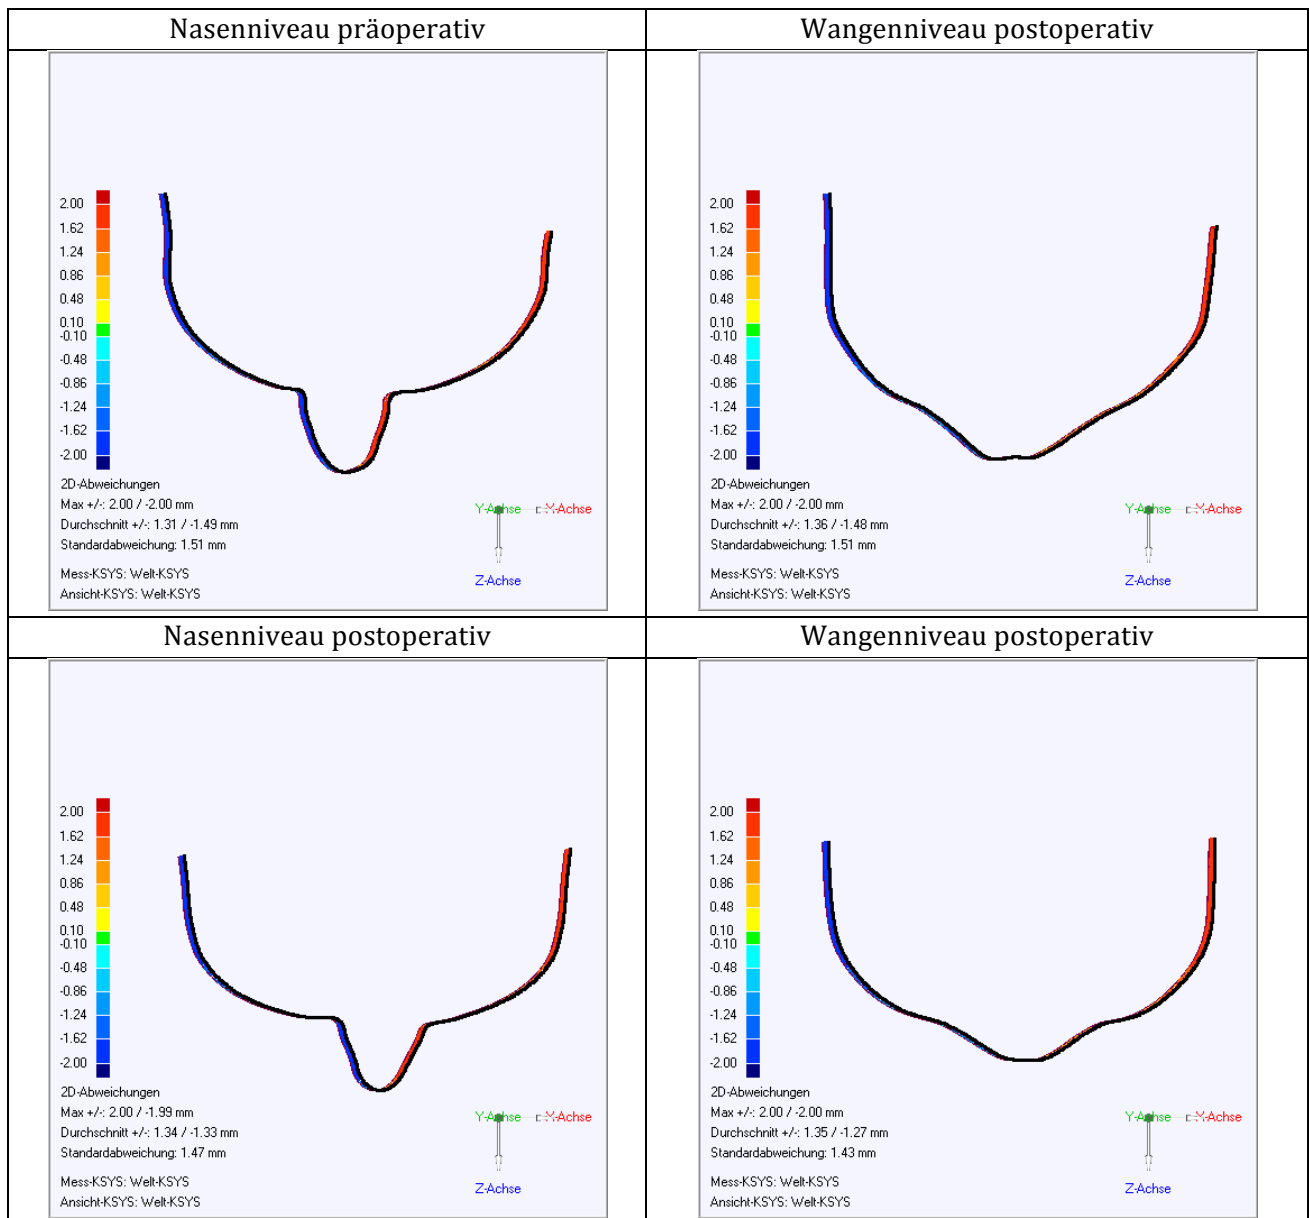 Nasenniveau präoperativ
Wangenniveau postoperativ
2.00
1.62
1.24
0.86
0.48
0.10
-0.10
-0.48
-0.86
-1.24
-1.62
-2.00
2D-Abweichungen
Max +/-: 2.00 / -2.00 mm
Durchschnitt +/-: 1.31 / -1.49 mm
Standardabweichung: 1.51 mm
Mess-KSYS: Welt-KSYS
Ansicht-KSYS: Welt-KSYS
Y-Achse
X-Achse
Z-Achse
2.00
1.62
1.24
0.86
0.48
0.10
-0.10
-0.48
-0.86
-1.24
-1.62
-2.00
2D-Abweichungen
Max +/-: 2.00 / -2.00 mm
Durchschnitt +/-: 1.36 / -1.48 mm
Standardabweichung: 1.51 mm
Mess-KSYS: Welt-KSYS
Ansicht-KSYS: Welt-KSYS
Y-Achse
X-Achse
Z-Achse
Nasenniveau postoperativ
Wangenniveau postoperativ
2.00
1.62
1.24
0.86
0.48
0.10
-0.10
-0.48
-0.86
-1.24
-1.62
-2.00
2D-Abweichungen
Max +/-: 2.00 / -1.99 mm
Durchschnitt +/-: 1.34 / -1.33 mm
Standardabweichung: 1.47 mm
Mess-KSYS: Welt-KSYS
Ansicht-KSYS: Welt-KSYS
Y-Achse
X-Achse
Z-Achse
2.00
1.62
1.24
0.86
0.48
0.10
-0.10
-0.48
-0.86
-1.24
-1.62
-2.00
2D-Abweichungen
Max +/-: 2.00 / -2.00 mm
Durchschnitt +/-: 1.35 / -1.27 mm
Standardabweichung: 1.43 mm
Mess-KSYS: Welt-KSYS
Ansicht-KSYS: Welt-KSYS
Y-Achse
X-Achse
Z-Achse